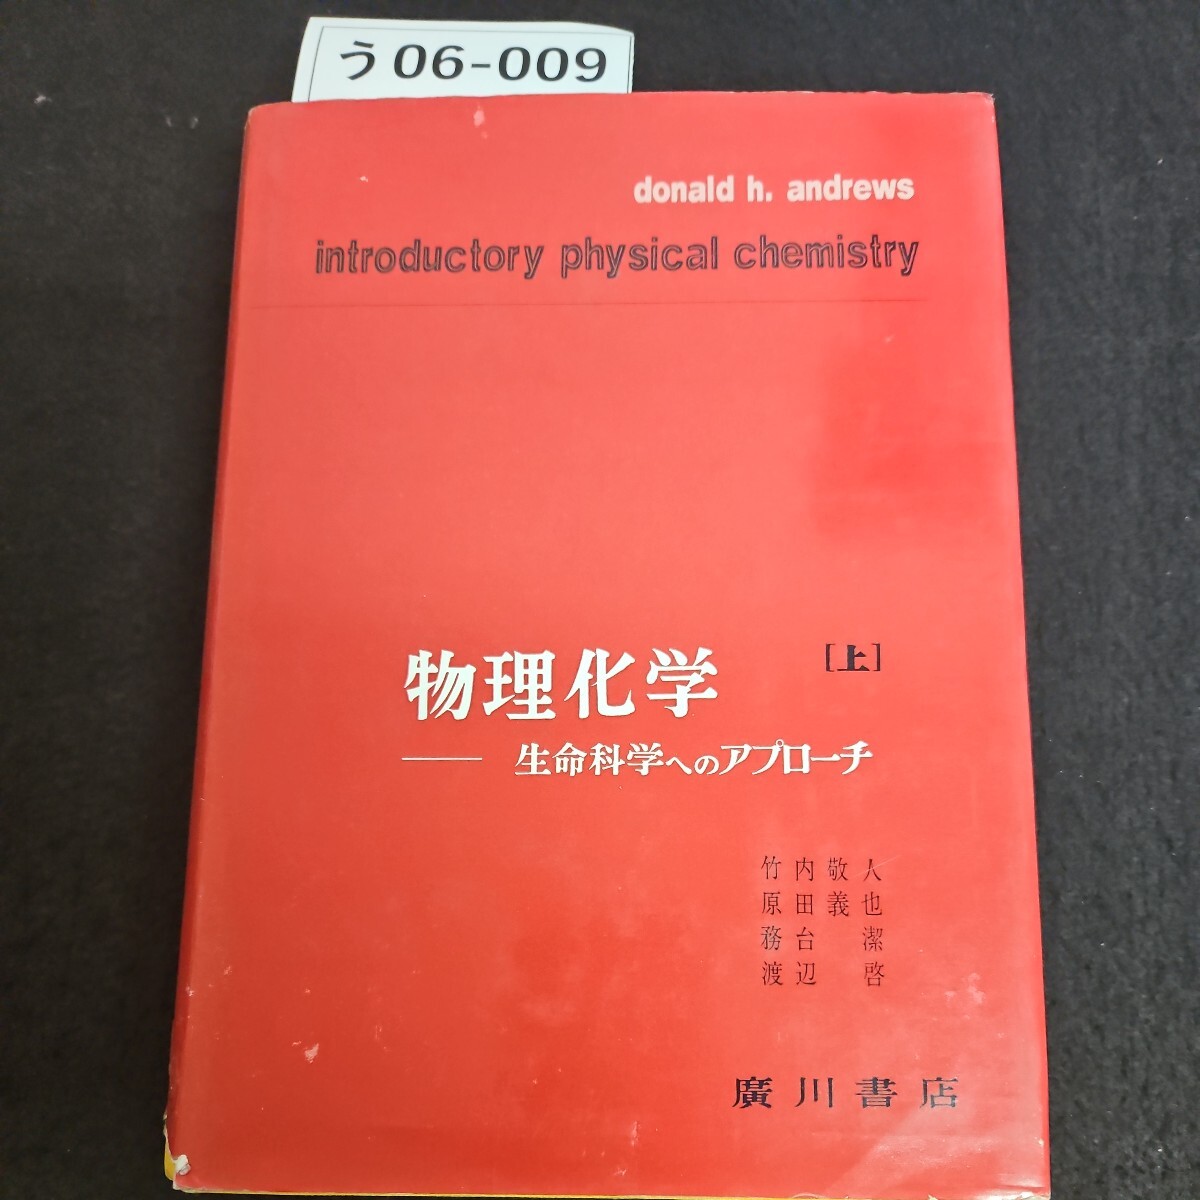 う06-009
donald h. andrews
introductory physical chemistry
物理化学 [上]
—— 生命科学へのアプローチ
竹内敬人
原田義也
務台 潔
渡辺 啓
廣川書店